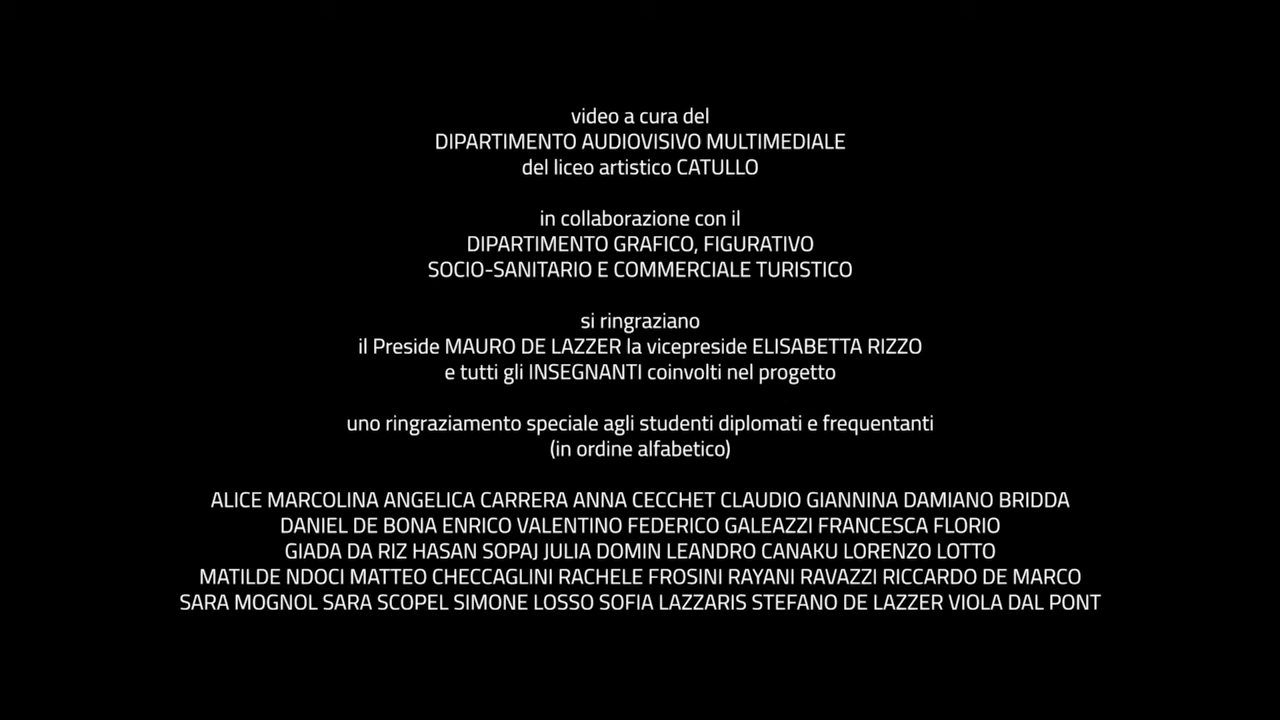 video a cura del
DIPARTIMENTO AUDIOVISIVO MULTIMEDIALE
del liceo artistico CATULLO
in collaborazione con il
DIPARTIMENTO GRAFICO, FIGURATIVO
SOCIO-SANITARIO E COMMERCIALE TURISTICO
si ringraziano
il Preside MAURO DE LAZZER la vicepreside ELISABETTA RIZZO
e tutti gli INSEGNANTI coinvolti nel progetto
uno ringraziamento speciale agli studenti diplomati e frequentanti
(in ordine alfabetico)
ALICE MARCOLINA ANGELICA CARRERA ANNA CECCHET CLAUDIO GIANNINA DAMIANO BRIDDA
DANIEL DE BONA ENRICO VALENTINO FEDERICO GALEAZZI FRANCESCA FLORIO
GIADA DA RIZ HASAN SOPAJ JULIA DOMIN LEANDRO CANAKU LORENZO LOTTO
MATILDE NDOCI MATTEO CHECCAGLINI RACHELE FROSINI RAYANI RAVAZZI RICCARDO DE MARCO
SARA MOGNOL SARA SCOPEL SIMONE LOSSO SOFIA LAZZARIS STEFANO DE LAZZER VIOLA DAL PONT